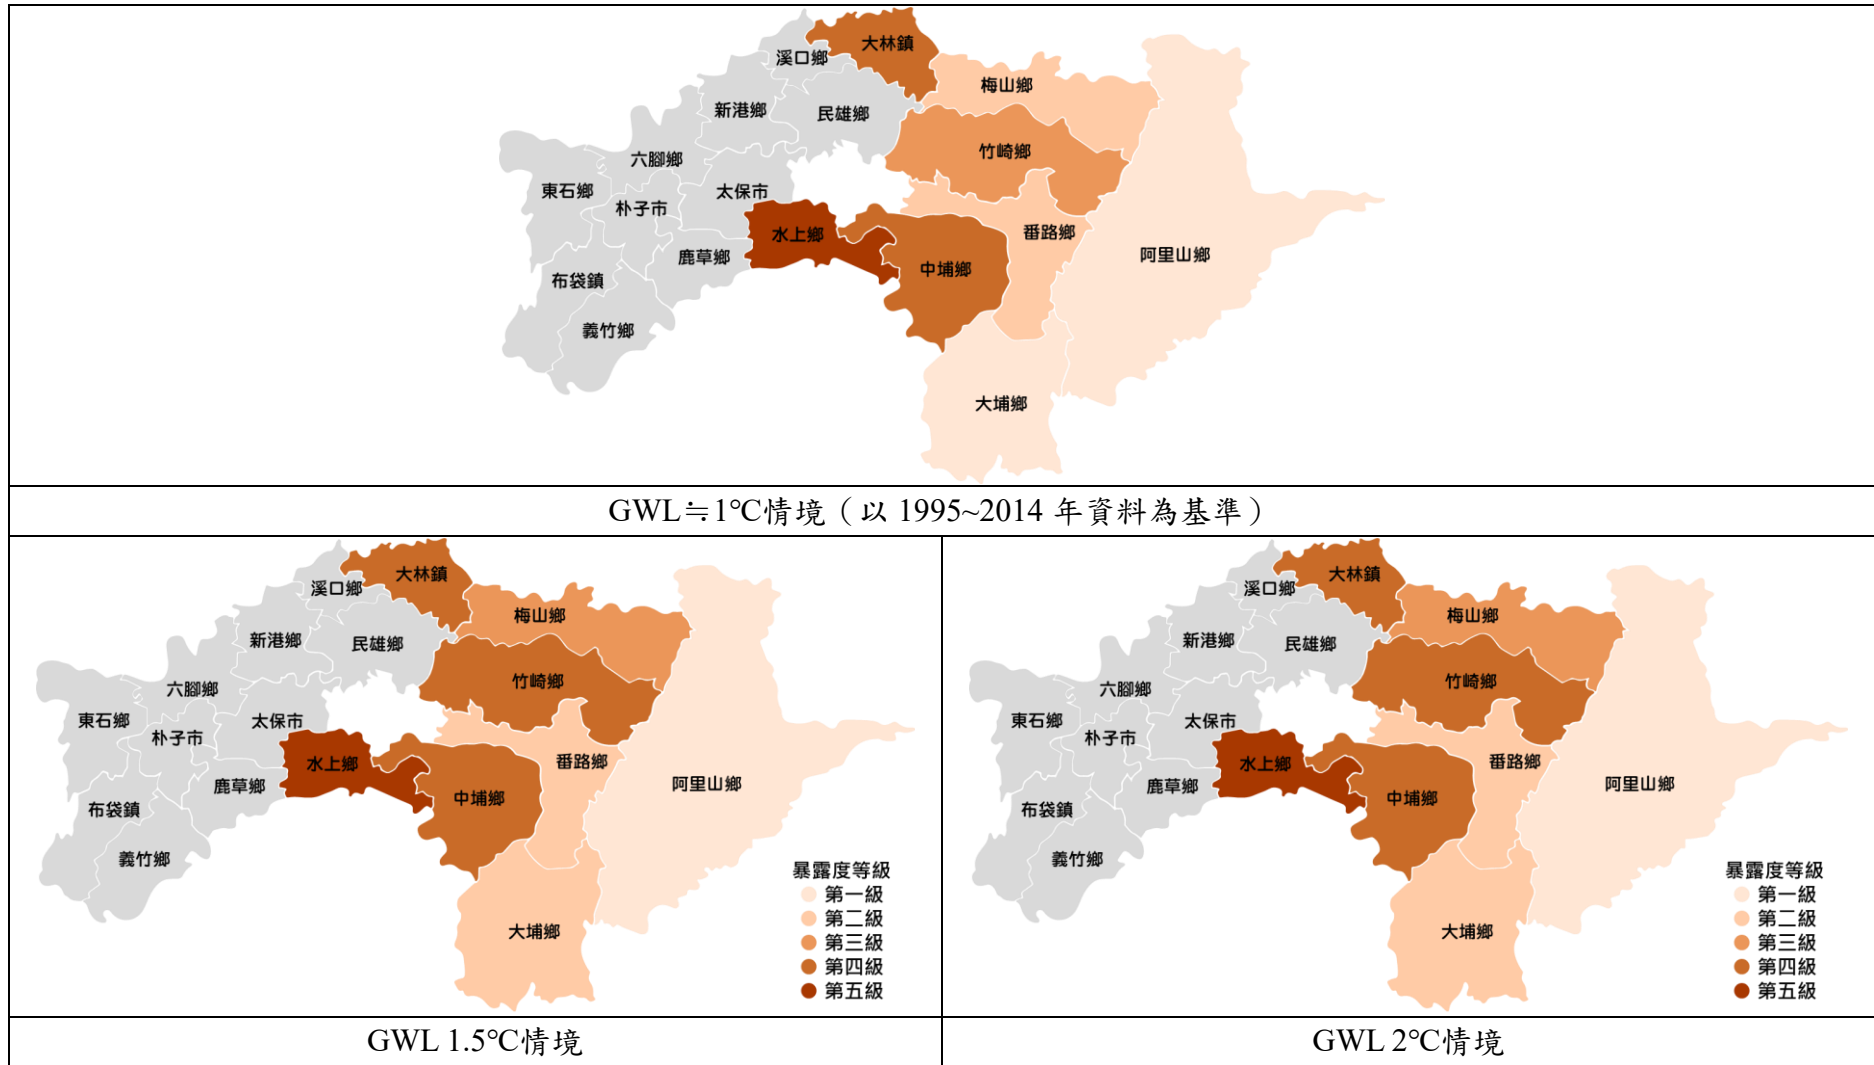 大林鎮
溪口鄉
梅山鄉
新港鄉
民雄鄉
竹崎鄉
六腳鄉
東石鄉
太保市
朴子市
水上鄉
番路鄉
鹿草鄉
阿里山鄉
中埔鄉
布袋鎮
義竹鄉
大埔鄉
GWL≒1℃情境（以 1995~2014 年資料為基準）
大林鎮
溪口鄉
梅山鄉
新港鄉
民雄鄉
竹崎鄉
六腳鄉
東石鄉
太保市
朴子市
水上鄉
番路鄉
鹿草鄉
阿里山鄉
中埔鄉
布袋鎮
義竹鄉
大埔鄉
暴露度等級
第一級
第二級
第三級
第四級
第五級
GWL 1.5℃情境
大林鎮
溪口鄉
梅山鄉
新港鄉
民雄鄉
竹崎鄉
六腳鄉
東石鄉
太保市
朴子市
水上鄉
番路鄉
鹿草鄉
阿里山鄉
中埔鄉
布袋鎮
義竹鄉
大埔鄉
暴露度等級
第一級
第二級
第三級
第四級
第五級
GWL 2℃情境